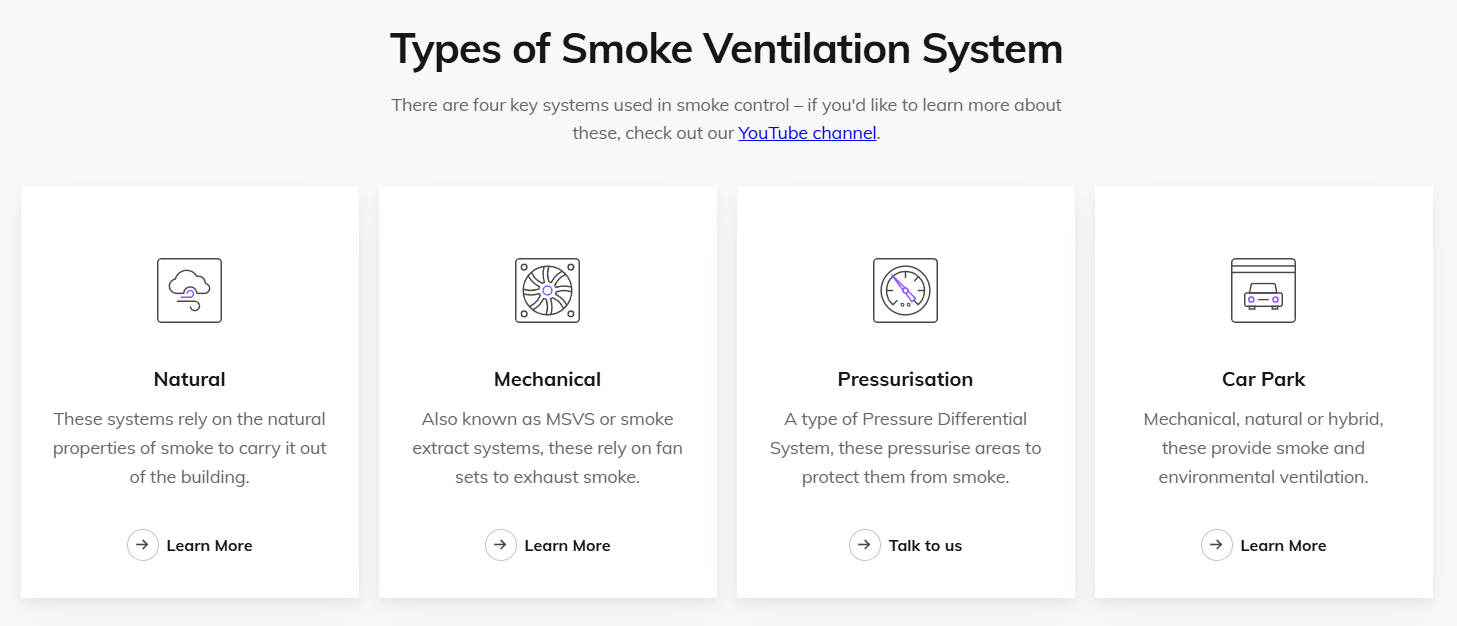 Types of Smoke Ventilation System
There are four key systems used in smoke control – if you'd like to learn more about
these, check out our YouTube channel.
Natural
These systems rely on the natural
properties of smoke to carry it out
of the building.
Learn More
Mechanical
Also known as MSVS or smoke
extract systems, these rely on fan
sets to exhaust smoke.
Learn More
Pressurisation
A type of Pressure Differential
System, these pressurise areas to
protect them from smoke.
Talk to us
Car Park
Mechanical, natural or hybrid,
these provide smoke and
environmental ventilation.
Learn More